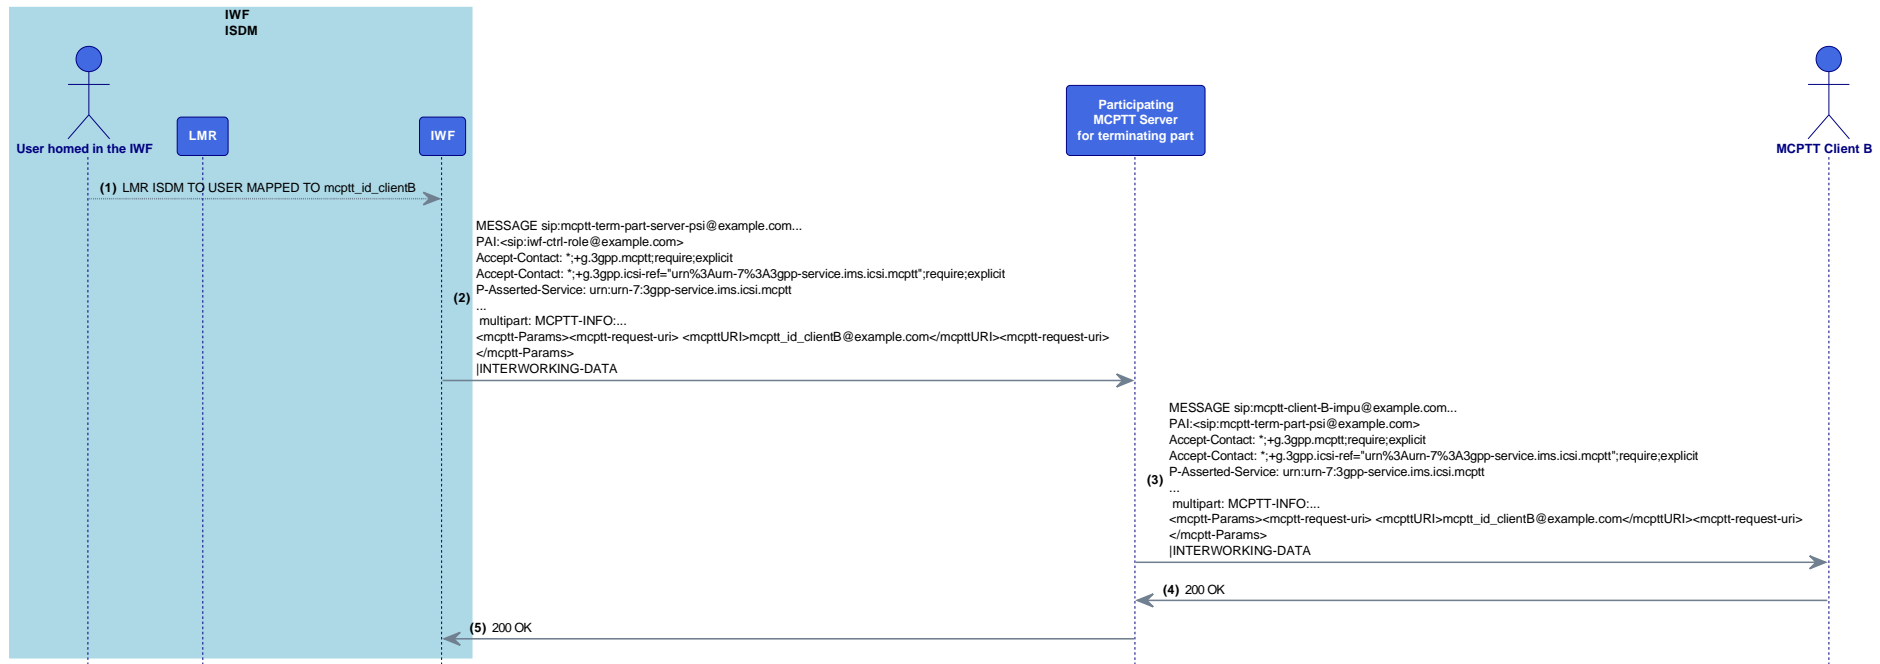 IWF
ISDM
User homed in the IWF
LMR
IWF
Participating
MCPTT Server
for terminating part
MCPTT Client B
(1) LMR ISDM TO USER MAPPED TO mcptt_id_clientB
MESSAGE sip:mcptt-term-part-server-psi@example.com...
PAI:<sip:iwf-ctrl-role@example.com>
Accept-Contact: *;+g.3gpp.mcptt;require;explicit
Accept-Contact: *;+g.3gpp.icsi-ref="urn%3Aurn-7%3A3gpp-service.ims.icsi.mcptt";require;explicit
P-Asserted-Service: urn:urn-7:3gpp-service.ims.icsi.mcptt
(2)
...
multipart: MCPTT-INFO:...
<mcptt-Params><mcptt-request-uri> <mcpttURI>mcptt_id_clientB@example.com</mcpttURI><mcptt-request-uri>
</mcptt-Params>
|INTERWORKING-DATA
MESSAGE sip:mcptt-client-B-impu@example.com...
PAI:<sip:mcptt-term-part-psi@example.com>
Accept-Contact: *;+g.3gpp.mcptt;require;explicit
Accept-Contact: *;+g.3gpp.icsi-ref="urn%3Aurn-7%3A3gpp-service.ims.icsi.mcptt";require;explicit
P-Asserted-Service: urn:urn-7:3gpp-service.ims.icsi.mcptt
(3)
...
multipart: MCPTT-INFO:...
<mcptt-Params><mcptt-request-uri> <mcpttURI>mcptt_id_clientB@example.com</mcpttURI><mcptt-request-uri>
</mcptt-Params>
|INTERWORKING-DATA
(4) 200 OK
(5) 200 OK